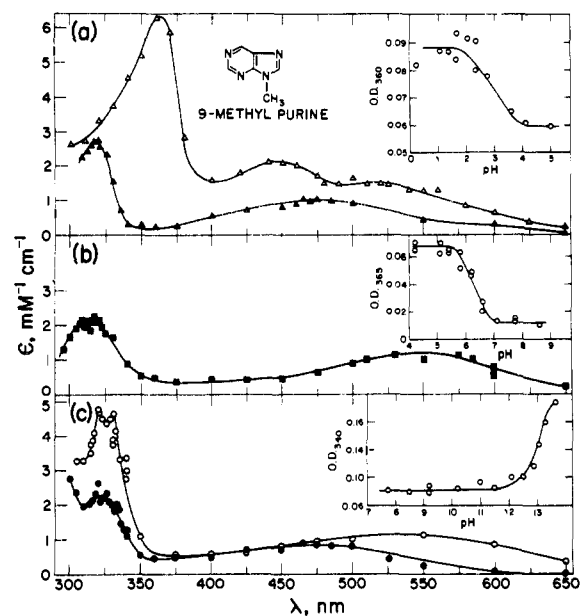 (a)
6
5
4
3
2
1
0
N
N
N
N
CH₃
9-METHYL PURINE
O.D.₃₆₀
0.09
0.08
0.07
0.06
0.05
0 1 2 3 4 5
pH
ϵ, mM⁻¹ cm⁻¹
(b)
3
2
1
0
O.D.₃₆₅
0.06
0.04
0.02
0.00
4 5 6 7 8 9
pH
(c)
5
4
3
2
1
0
O.D.₃₄₀
0.16
0.14
0.10
0.06
7 8 9 10 11 12 13
pH
300 350 400 450 500 550 600 650
λ, nm